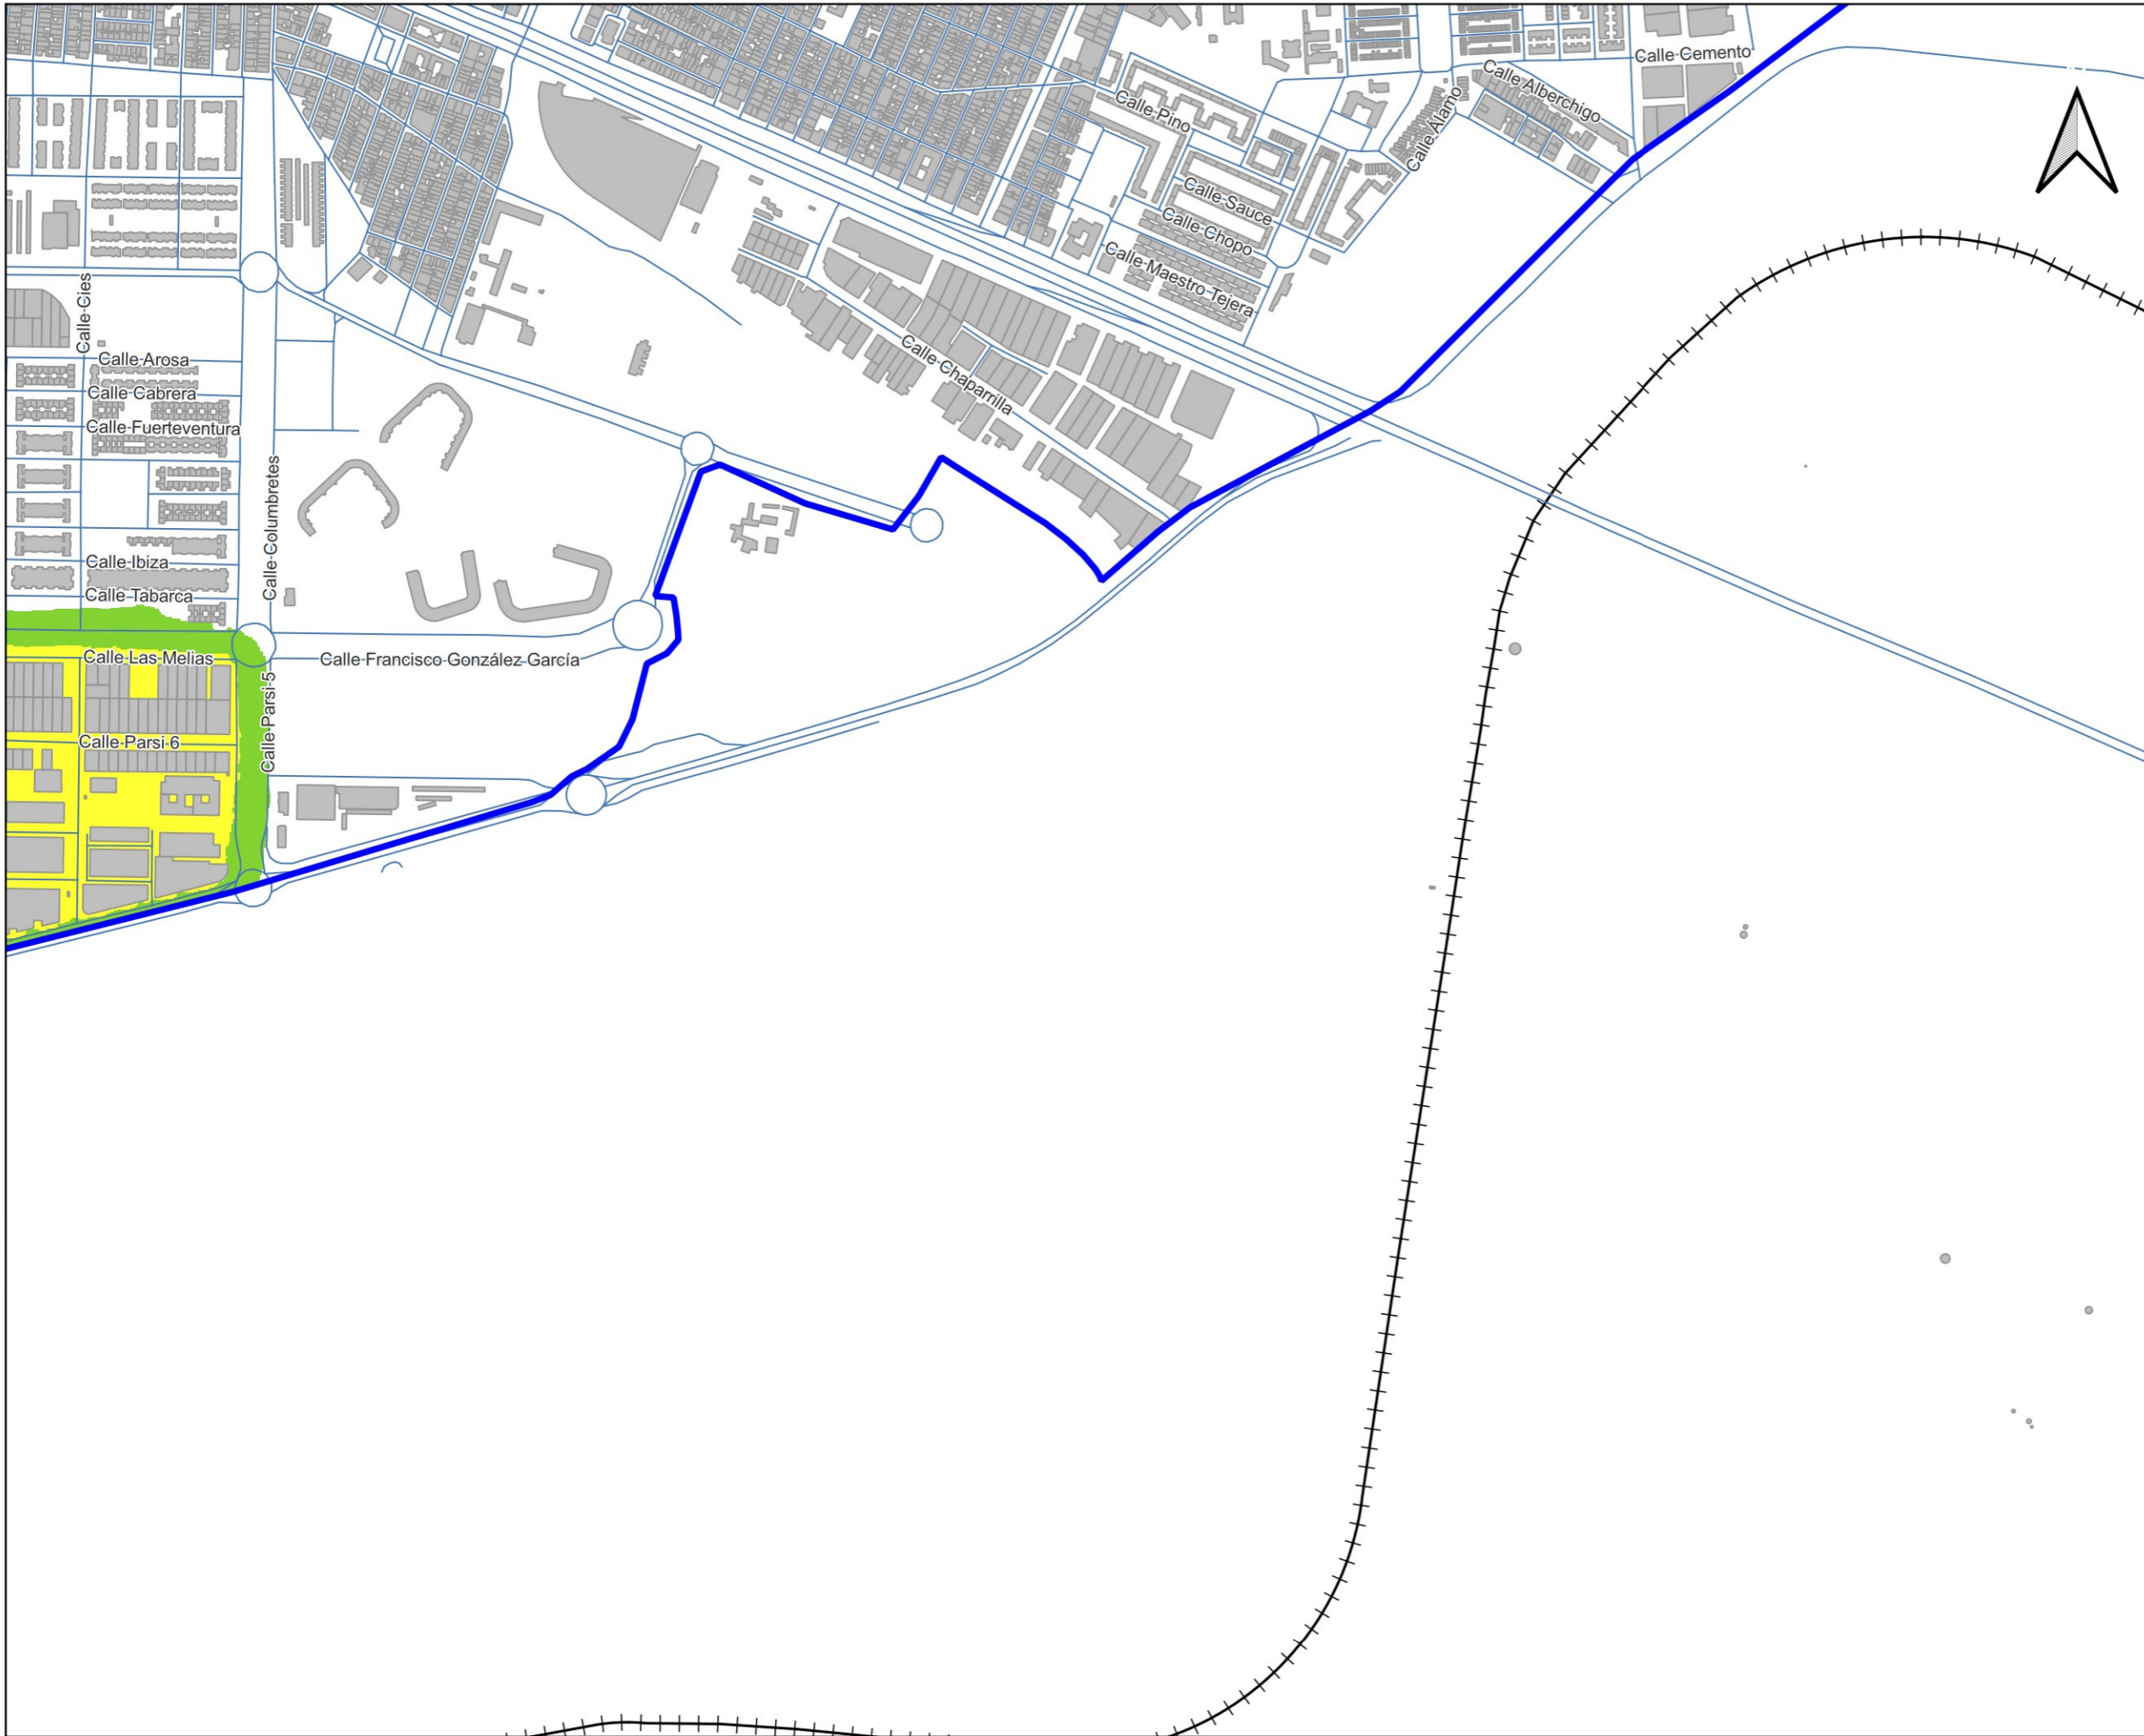 Calle Cemento
Calle Alberchigo
Calle Pino
Calle Álamo
Calle Sauce
Calle Chopo
Calle Maestro Tejera
Calle Cies
Calle Arosa
Calle Chaparrilla
Calle Cabrera
Calle Fuerteventura
Calle Columbretes
Calle Ibiza
Calle Tabarca
Calle Las Melias
Calle Francisco González García
Calle Parsi 5
Calle Parsi 6